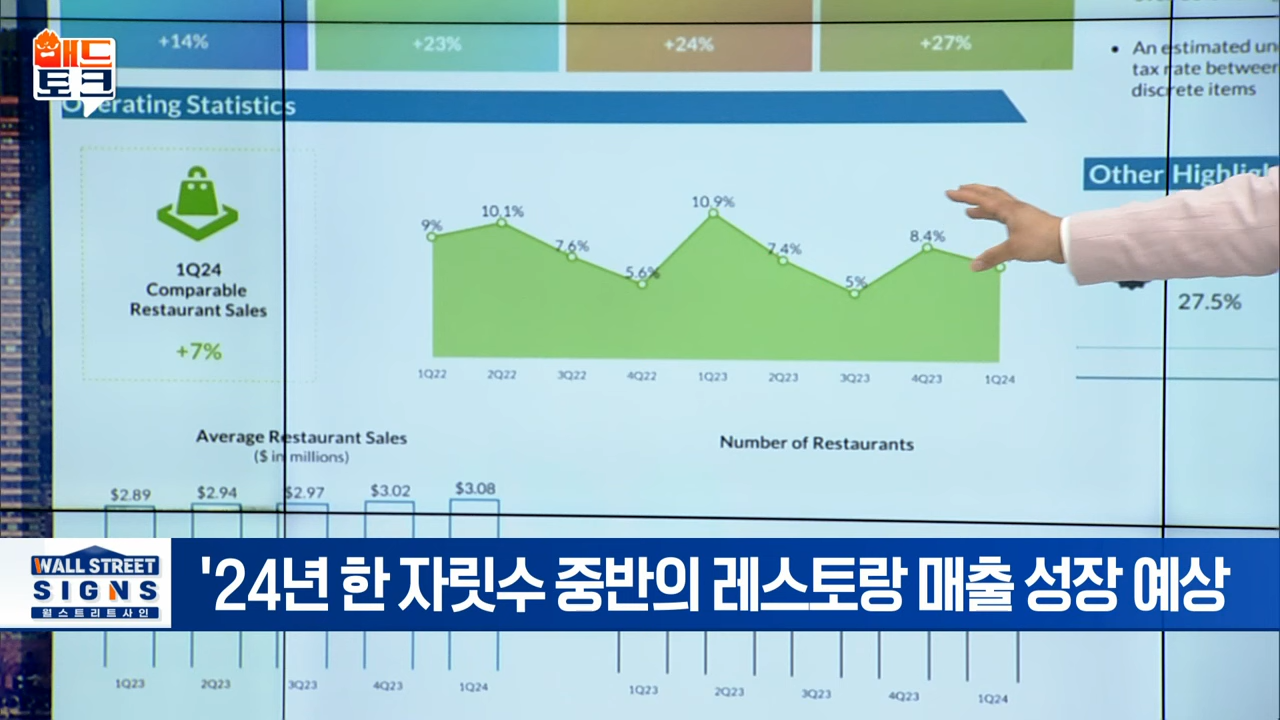 매드
토크
+14%
+23%
+24%
+27%
• An estimated
tax rate between
discrete items
Operating Statistics
Other
1Q24
Comparable
Restaurant Sales
+7%
9%
10.1%
7.6%
5.6%
10.9%
7.4%
5%
8.4%
1Q22
2Q22
3Q22
4Q22
1Q23
2Q23
3Q23
4Q23
1Q24
27.5%
Average Restaurant Sales
($ in millions)
$2.89
$2.94
$2.97
$3.02
$3.08
Number of Restaurants
WALL STREET
SIGNS
월스트리트사인
'24년 한 자릿수 중반의 레스토랑 매출 성장 예상
1Q23
2Q23
3Q23
4Q23
1Q24
1Q23
2Q23
3Q23
4Q23
1Q24